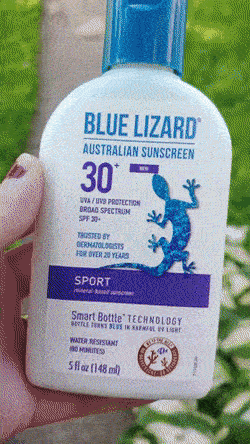 BLUE LIZARD®
AUSTRALIAN SUNSCREEN
30+ NEW
UVA / UVB PROTECTION
BROAD SPECTRUM
SPF 30+
TRUSTED BY
DERMATOLOGISTS
FOR OVER 20 YEARS
SPORT
mineral-based sunscreen
Smart Bottle™ TECHNOLOGY
BOTTLE TURNS BLUE IN HARMFUL UV LIGHT
WATER RESISTANT
(80 MINUTES)
5 fl oz (148 ml)